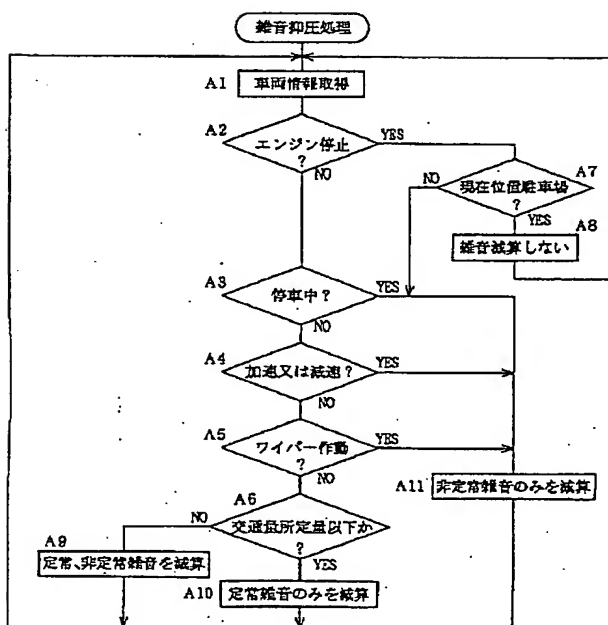 雑音抑圧処理
A1 車両情報取得
A2 エンジン停止 YES
?
NO
NO 現在位置駐車場 A7
?
YES A8
雑音減算しない
A3 停車中? YES
NO
A4 加速又は減速? YES
NO
A5 ワイパー作動 YES
?
NO
A11 非定常雑音のみを減算
A6
NO 交通量所定量以下か
?
YES
A9
定常、非定常雑音を減算
A10 定常雑音のみを減算